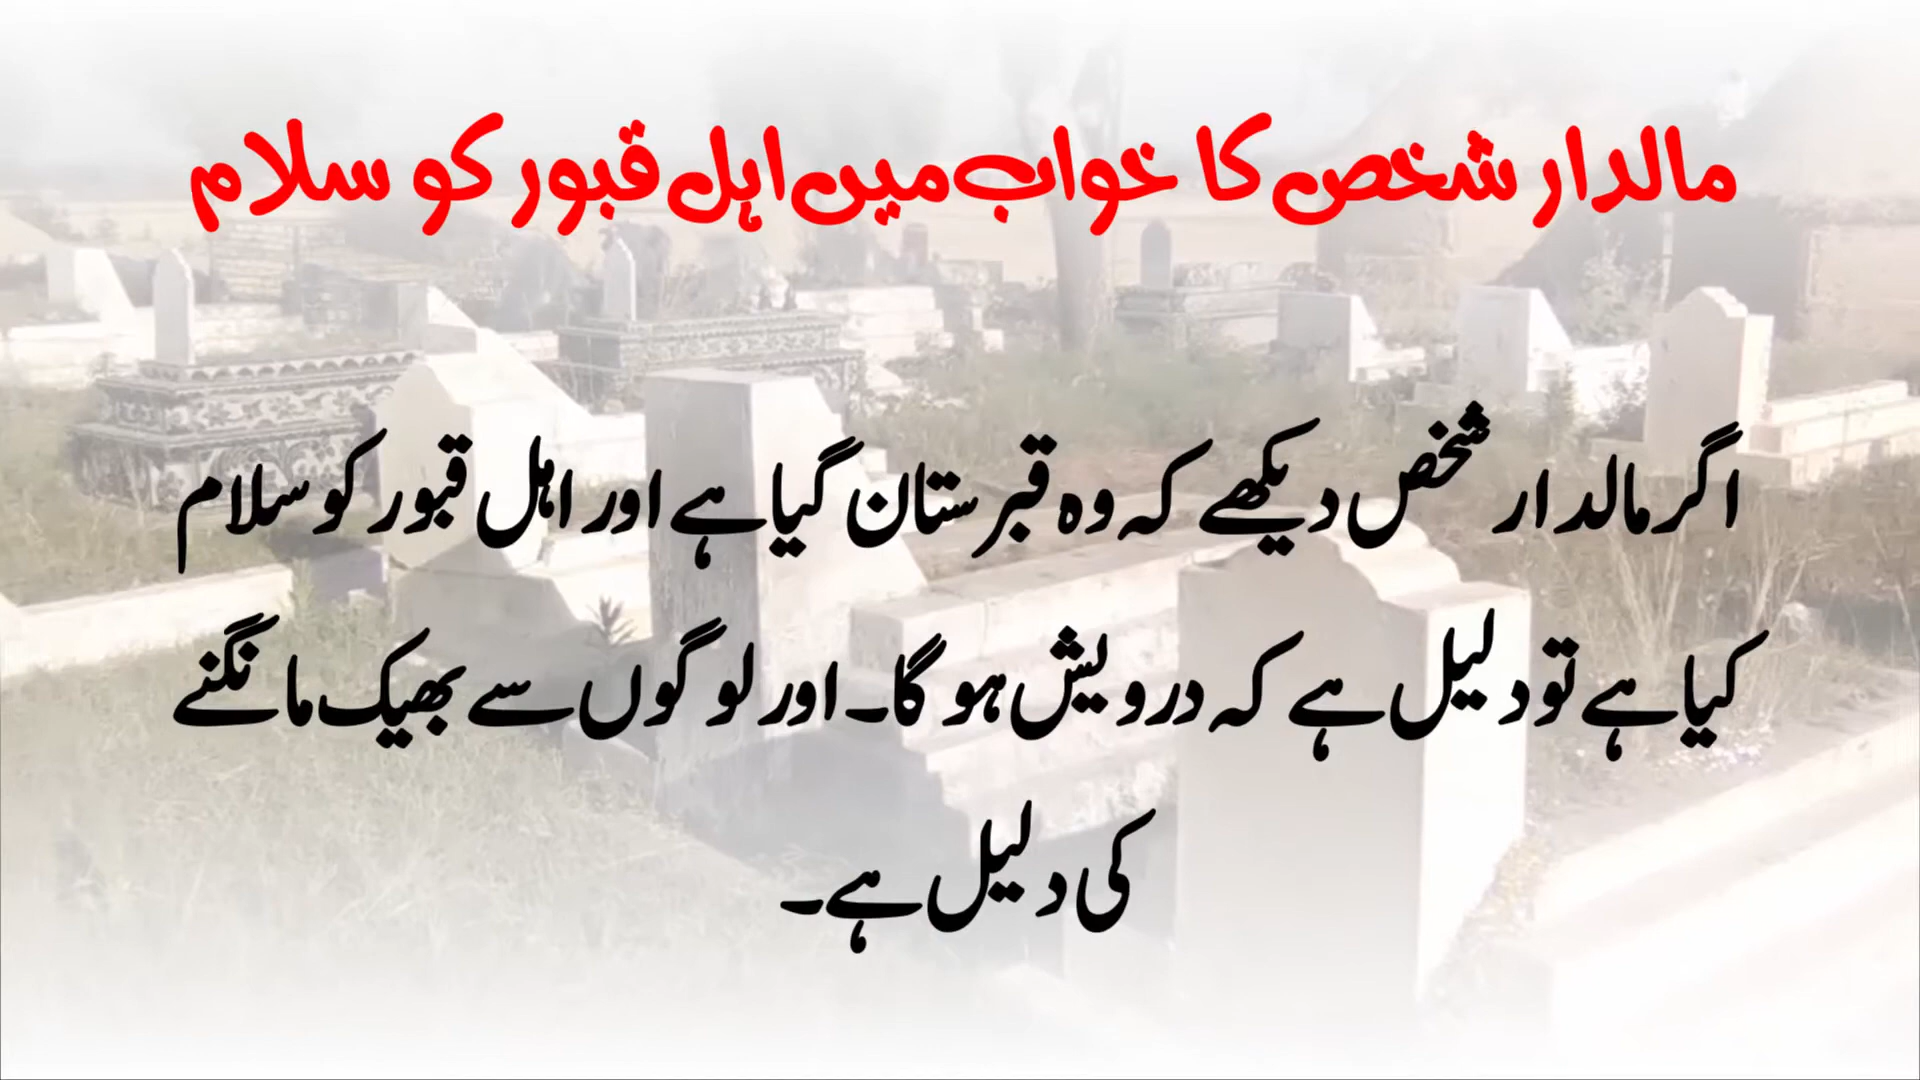 مالدار شخص کا خواب میں اہل قبور کو سلام
اگر مالدار شخص دیکھے کہ وہ قبرستان گیا ہے اور اہل قبور کو سلام
کیا ہے تو دلیل ہے کہ درویش ہو گا۔ اور لوگوں سے بھیک مانگنے
کی دلیل ہے۔